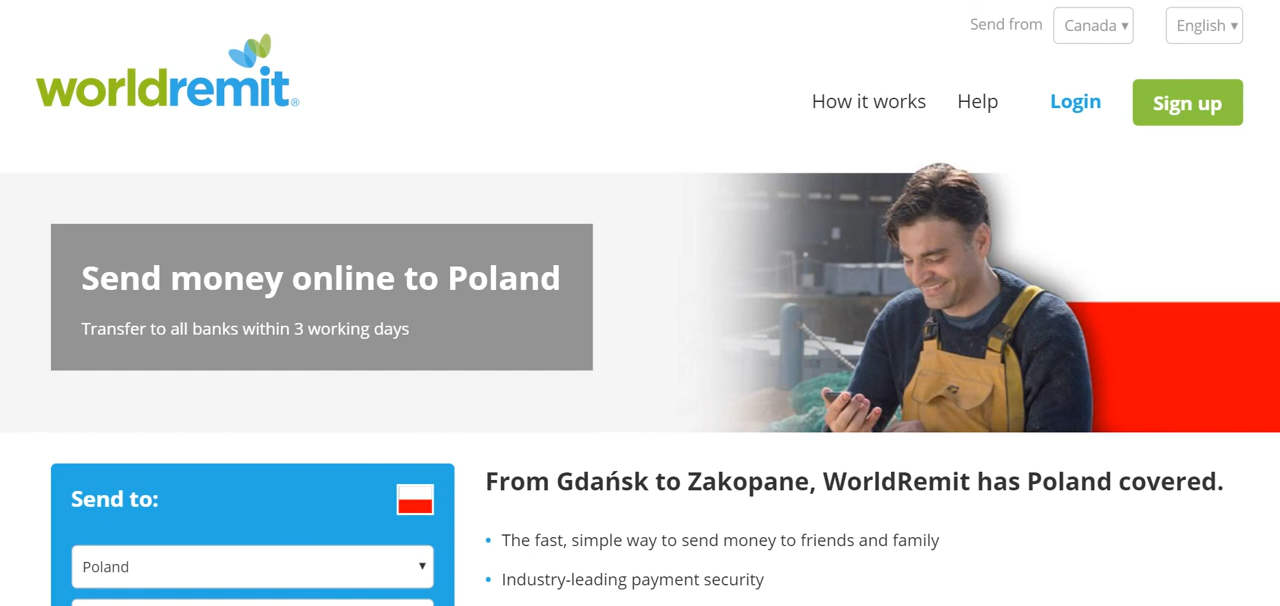 Send from Canada English
worldremit®
How it works Help Login Sign up
Send money online to Poland
Transfer to all banks within 3 working days
Send to:
Poland
From Gdańsk to Zakopane, WorldRemit has Poland covered.
• The fast, simple way to send money to friends and family
• Industry-leading payment security